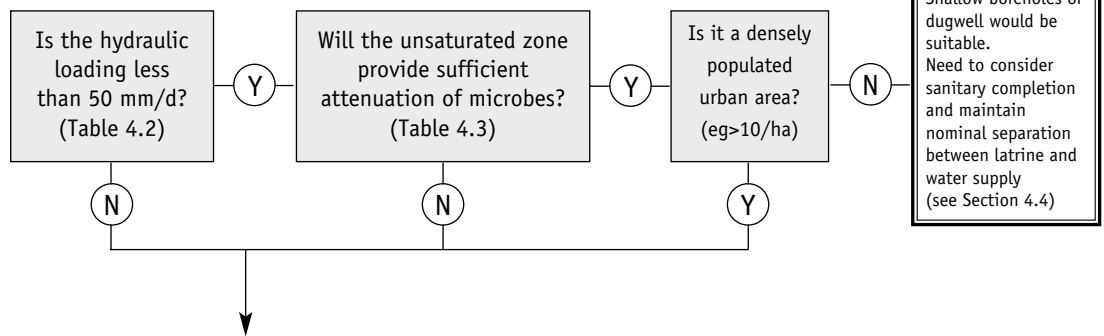 Is the hydraulic
loading less
than 50 mm/d?
(Table 4.2)
Y
Will the unsaturated zone
provide sufficient
attenuation of microbes?
(Table 4.3)
Y
Is it a densely
populated
urban area?
(eg>10/ha)
N
Shallow boreholes or
dugwell would be
suitable.
Need to consider
sanitary completion
and maintain
nominal separation
between latrine and
water supply
(see Section 4.4)
N
N
Y